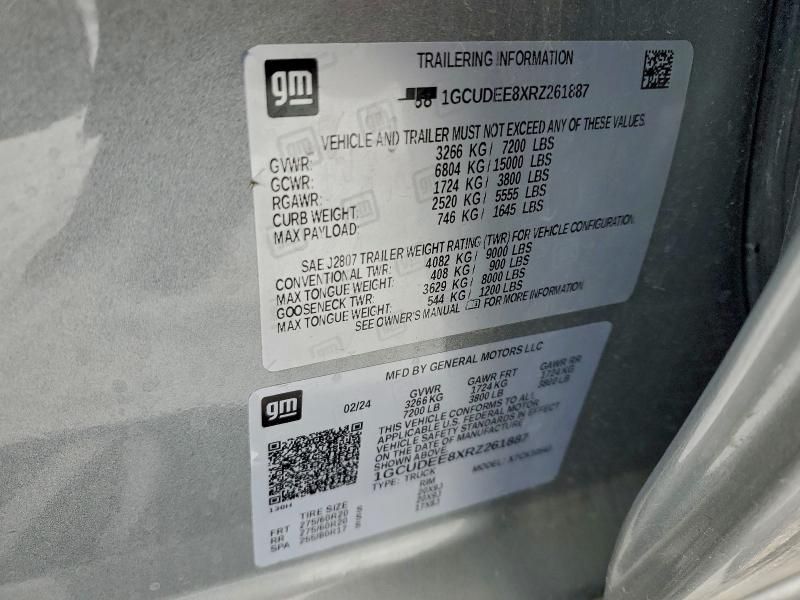 gm
TRAILERING INFORMATION
1GCUDEE8XRZ261887
VEHICLE AND TRAILER MUST NOT EXCEED ANY OF THESE VALUES
GVWR: 3266 KG / 7200 LBS
GCWR: 6804 KG / 15000 LBS
RGAWR: 1724 KG / 3800 LBS
CURB WEIGHT: 2520 KG / 5555 LBS
MAX PAYLOAD: 746 KG / 1645 LBS
SAE J2807 TRAILER WEIGHT RATING (TWR) FOR VEHICLE CONFIGURATION
CONVENTIONAL TWR: 4082 KG / 9000 LBS
MAX TONGUE WEIGHT: 408 KG / 900 LBS
GOOSENECK TWR: 3629 KG / 8000 LBS
MAX TONGUE WEIGHT: 544 KG / 1200 LBS
SEE OWNER'S MANUAL FOR MORE INFORMATION
gm
MFD BY GENERAL MOTORS LLC
02/24
GVWR GAWR FRT GAWR RR
3266 KG 1724 KG 1724 KG
7200 LB 3800 LB 3800 LB
THIS VEHICLE CONFORMS TO ALL
APPLICABLE U.S. FEDERAL MOTOR
VEHICLE SAFETY STANDARDS IN EFFECT
ON THE DATE OF MANUFACTURE
SHOWN ABOVE.
1GCUDEE8XRZ261887
TYPE: TRUCK MODEL:
130H
TIRE SIZE RIM
FRT 275/60R20 S 20X9J
RR 275/60R20 S 20X9J
SPA 255/80R17 S 17X8J